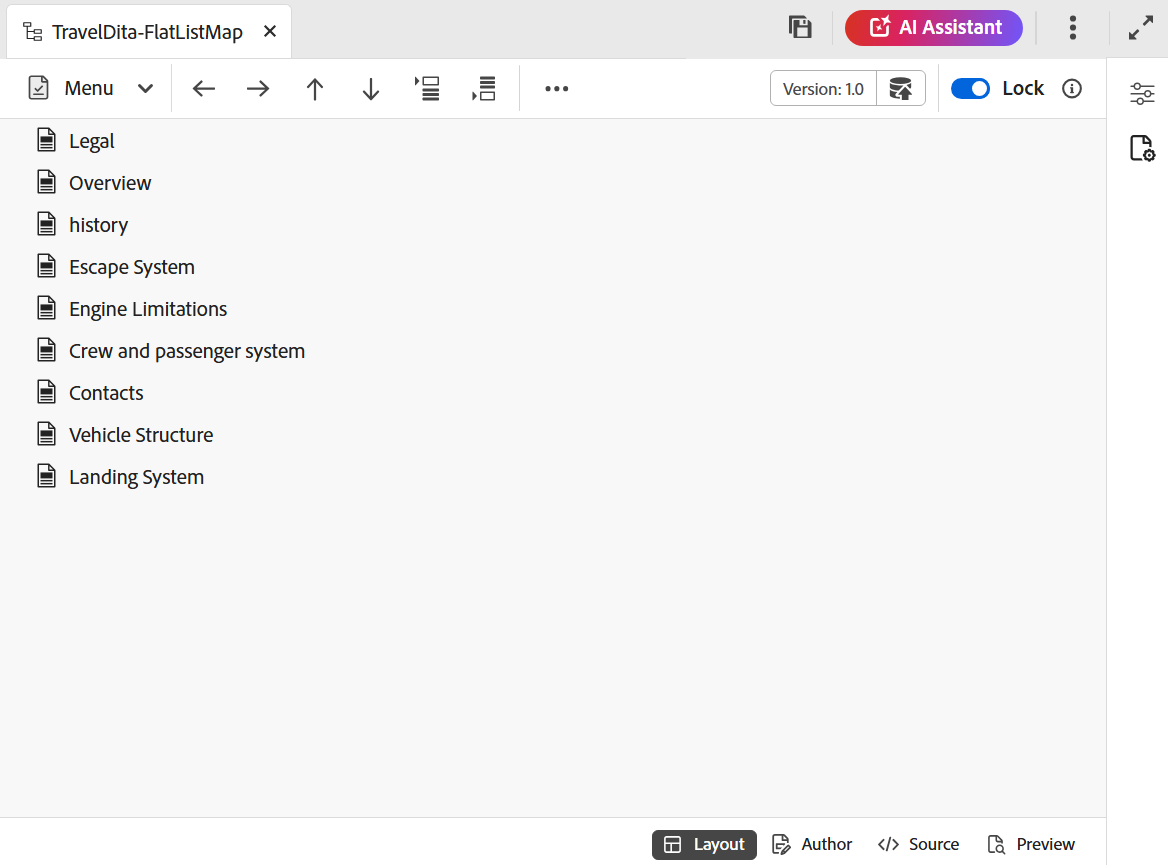 TravelDita-FlatListMap
AI Assistant
Menu
Version: 1.0
Lock
Legal
Overview
history
Escape System
Engine Limitations
Crew and passenger system
Contacts
Vehicle Structure
Landing System
Layout
Author
Source
Preview